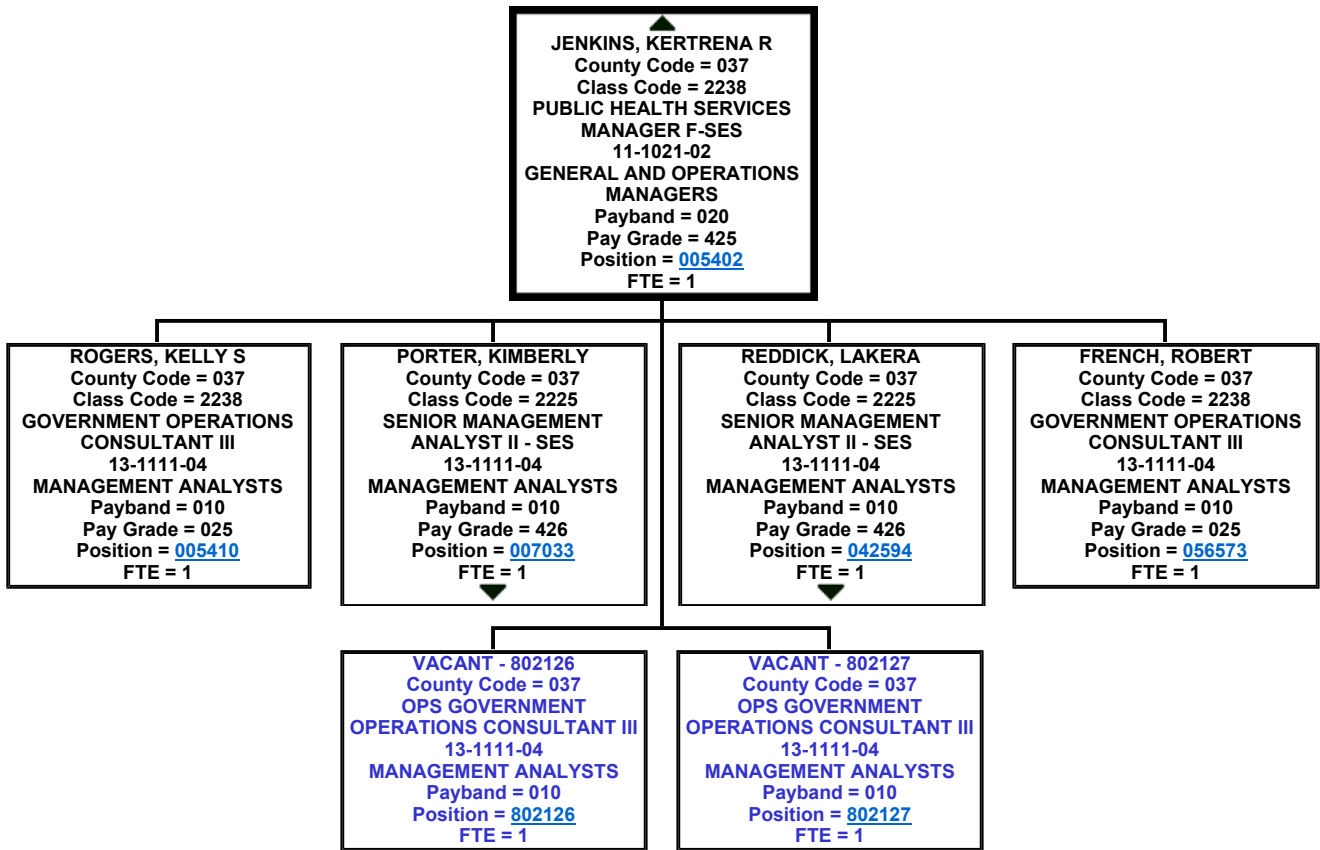 JENKINS, KERTRENA R
County Code = 037
Class Code = 2238
PUBLIC HEALTH SERVICES
MANAGER F-SES
11-1021-02
GENERAL AND OPERATIONS
MANAGERS
Payband = 020
Pay Grade = 425
Position = 005402
FTE = 1
ROGERS, KELLY S
County Code = 037
Class Code = 2238
GOVERNMENT OPERATIONS
CONSULTANT III
13-1111-04
MANAGEMENT ANALYSTS
Payband = 010
Pay Grade = 025
Position = 005410
FTE = 1
PORTER, KIMBERLY
County Code = 037
Class Code = 2225
SENIOR MANAGEMENT
ANALYST II - SES
13-1111-04
MANAGEMENT ANALYSTS
Payband = 010
Pay Grade = 426
Position = 007033
FTE = 1
REDDICK, LAKERA
County Code = 037
Class Code = 2225
SENIOR MANAGEMENT
ANALYST II - SES
13-1111-04
MANAGEMENT ANALYSTS
Payband = 010
Pay Grade = 426
Position = 042594
FTE = 1
FRENCH, ROBERT
County Code = 037
Class Code = 2238
GOVERNMENT OPERATIONS
CONSULTANT III
13-1111-04
MANAGEMENT ANALYSTS
Payband = 010
Pay Grade = 025
Position = 056573
FTE = 1
VACANT - 802126
County Code = 037
OPS GOVERNMENT
OPERATIONS CONSULTANT III
13-1111-04
MANAGEMENT ANALYSTS
Payband = 010
Position = 802126
FTE = 1
VACANT - 802127
County Code = 037
OPS GOVERNMENT
OPERATIONS CONSULTANT III
13-1111-04
MANAGEMENT ANALYSTS
Payband = 010
Position = 802127
FTE = 1